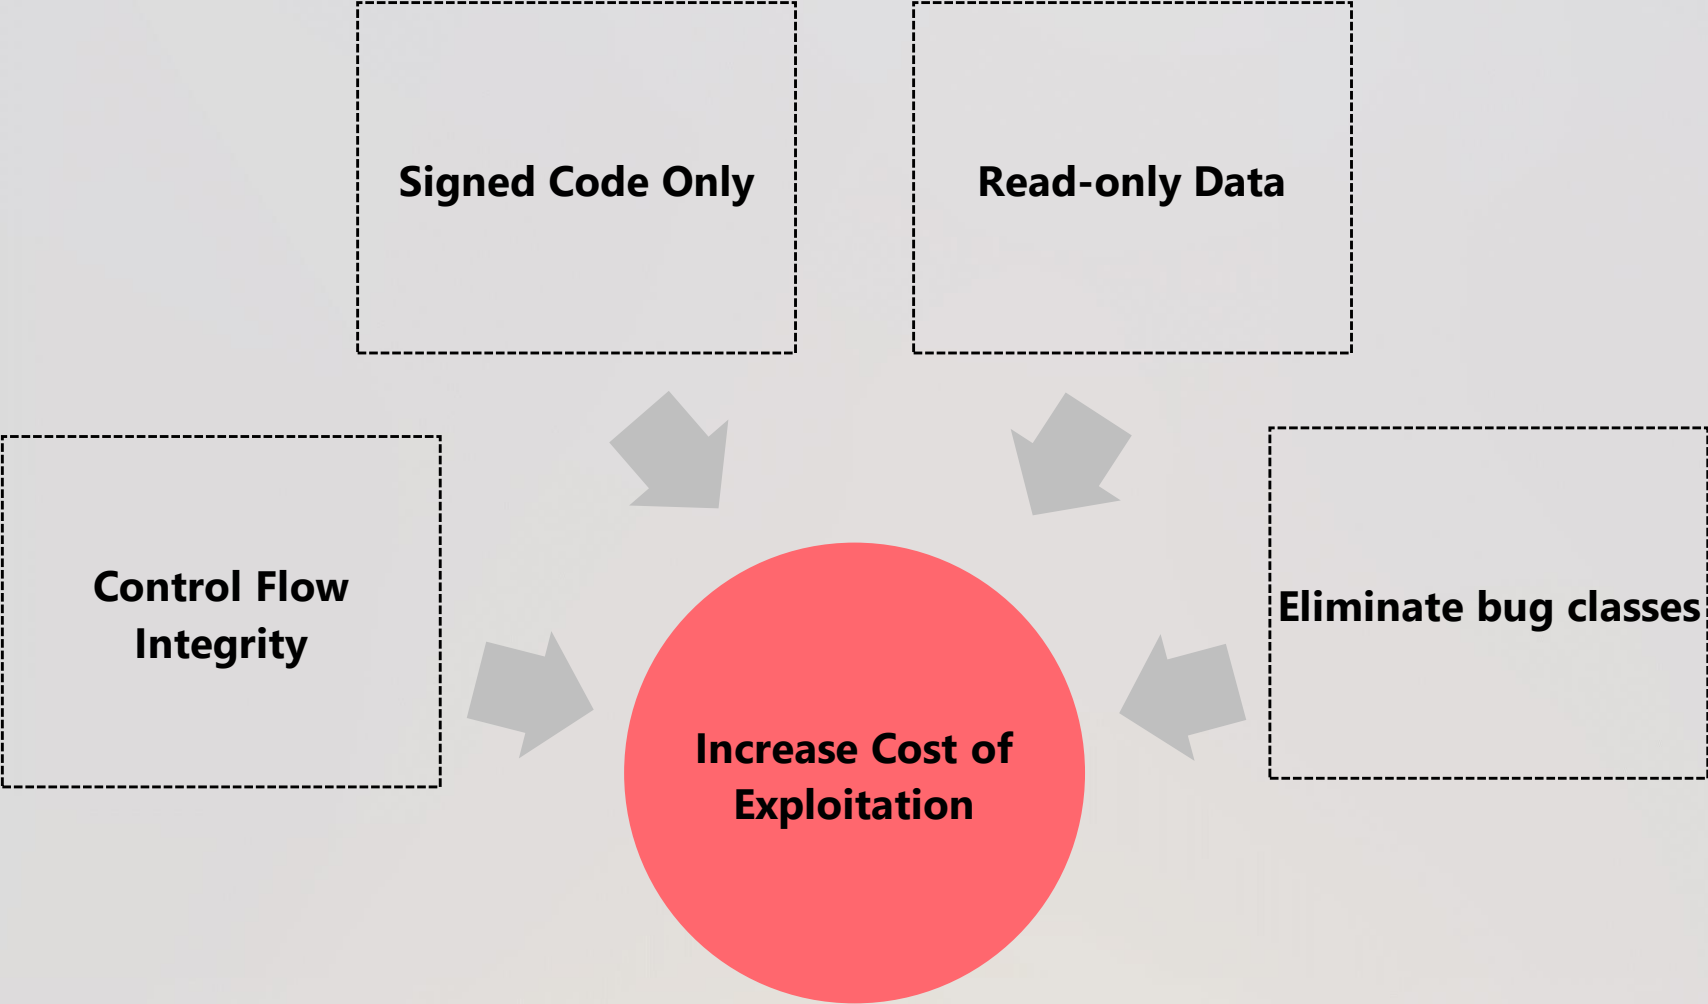 Signed Code Only
Read-only Data
Control Flow
Integrity
Eliminate bug classes
Increase Cost of
Exploitation